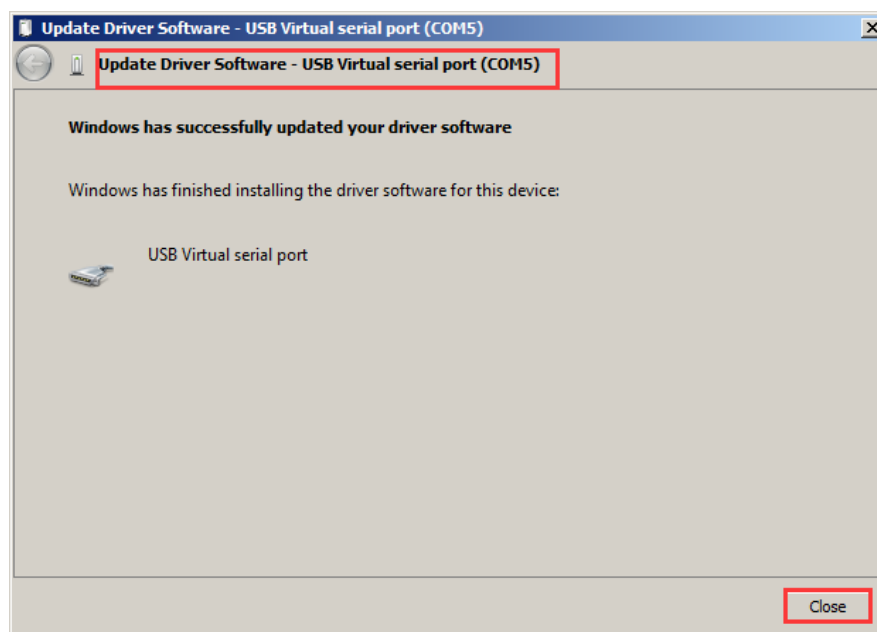 Update Driver Software - USB Virtual serial port (COM5)
Update Driver Software - USB Virtual serial port (COM5)
Windows has successfully updated your driver software
Windows has finished installing the driver software for this device:
USB Virtual serial port
Close